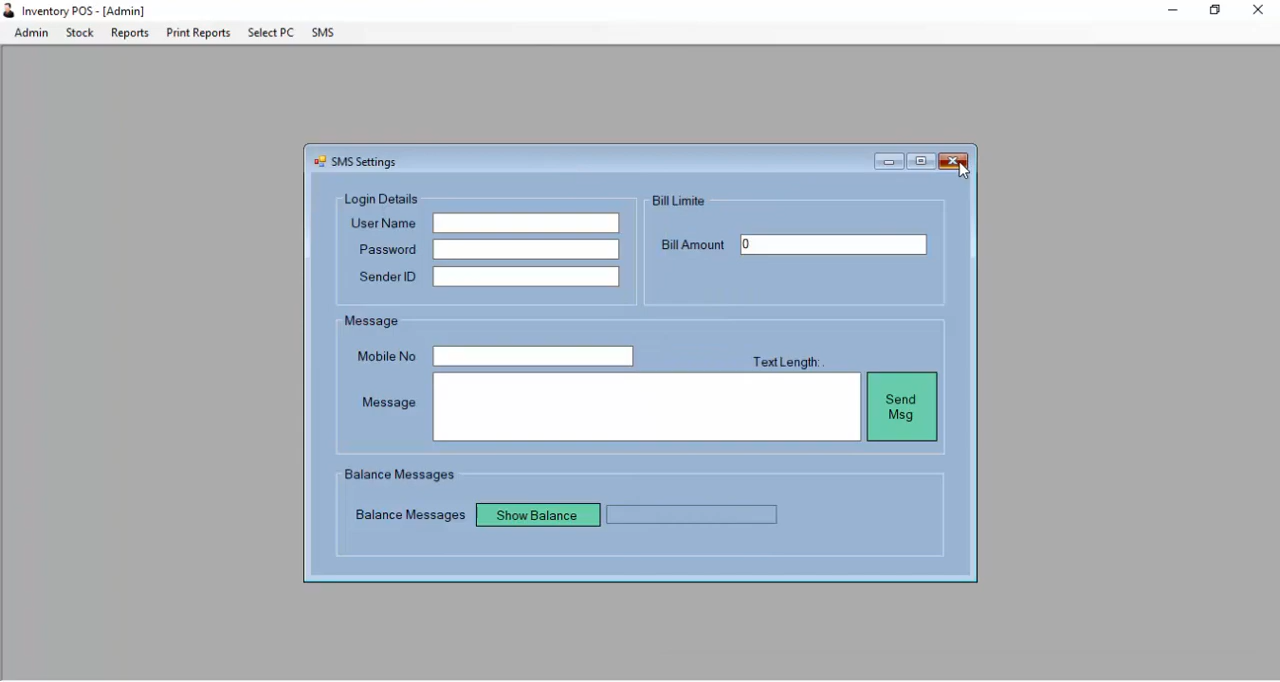 Inventory POS - [Admin]
Admin Stock Reports Print Reports Select PC SMS
SMS Settings
Login Details
User Name
Password
Sender ID
Bill Limite
Bill Amount 0
Message
Mobile No
Text Length: .
Message
Send
Msg
Balance Messages
Balance Messages Show Balance